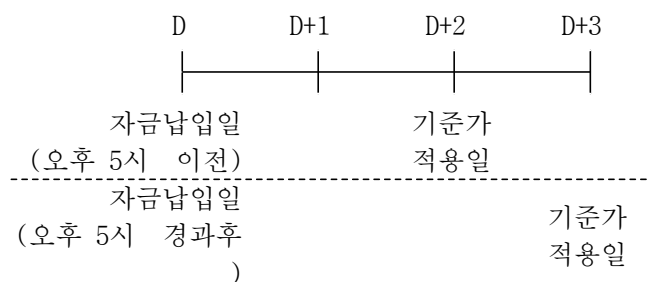 D D+1 D+2 D+3
자금납입일 기준가
(오후 5시 이전) 적용일
자금납입일
(오후 5시 경과후
)
기준가
적용일